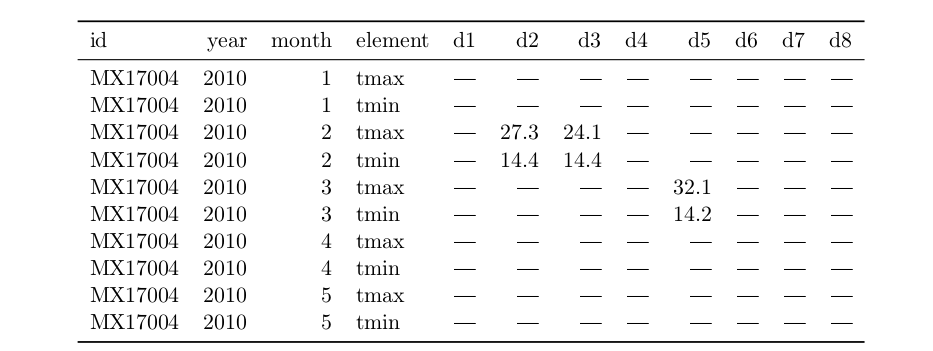 id year month element d1 d2 d3 d4 d5 d6 d7 d8
MX17004 2010 1 tmax — — — — — — — —
MX17004 2010 1 tmin — — — — — — — —
MX17004 2010 2 tmax — 27.3 24.1 — — — — —
MX17004 2010 2 tmin — 14.4 14.4 — — — — —
MX17004 2010 3 tmax — — — — 32.1 — — —
MX17004 2010 3 tmin — — — — 14.2 — — —
MX17004 2010 4 tmax — — — — — — — —
MX17004 2010 4 tmin — — — — — — — —
MX17004 2010 5 tmax — — — — — — — —
MX17004 2010 5 tmin — — — — — — — —